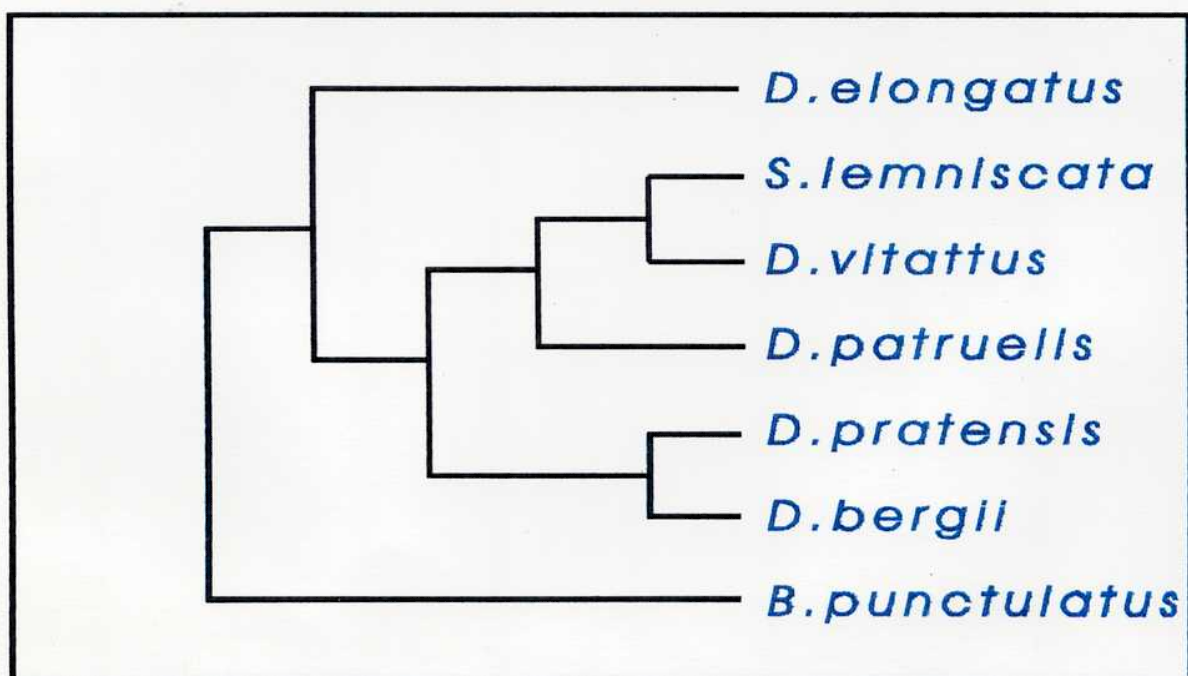 D.elongatus
S.lemniscata
D.vitattus
D.patruelis
D.pratensis
D.bergii
B.punctulatus